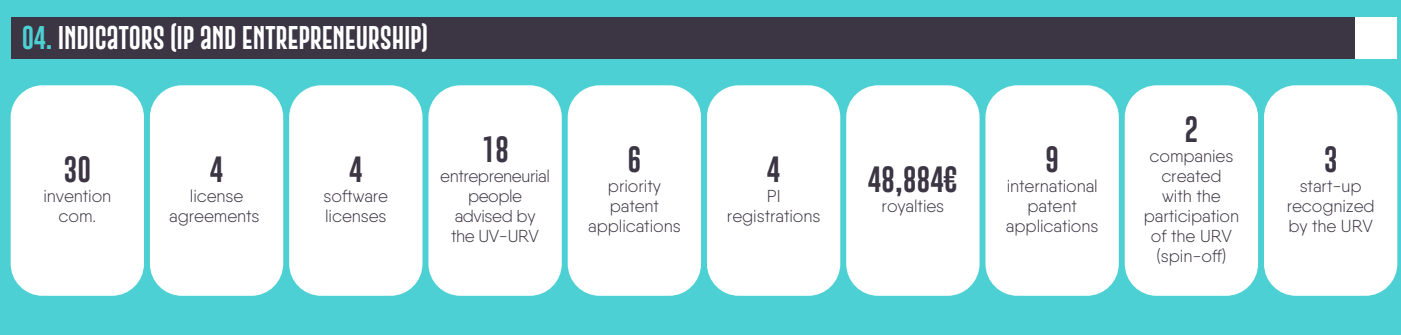 04. INDICATORS (IP AND ENTREPRENEURSHIP)
30
invention
com.
4
license
agreements
4
software
licenses
18
entrepreneurial
people
advised by
the UV-URV
6
priority
patent
applications
4
PI
registrations
48,884€
royalties
9
international
patent
applications
2
companies
created
with the
participation
of the URV
(spin-off)
3
start-up
recognized
by the URV